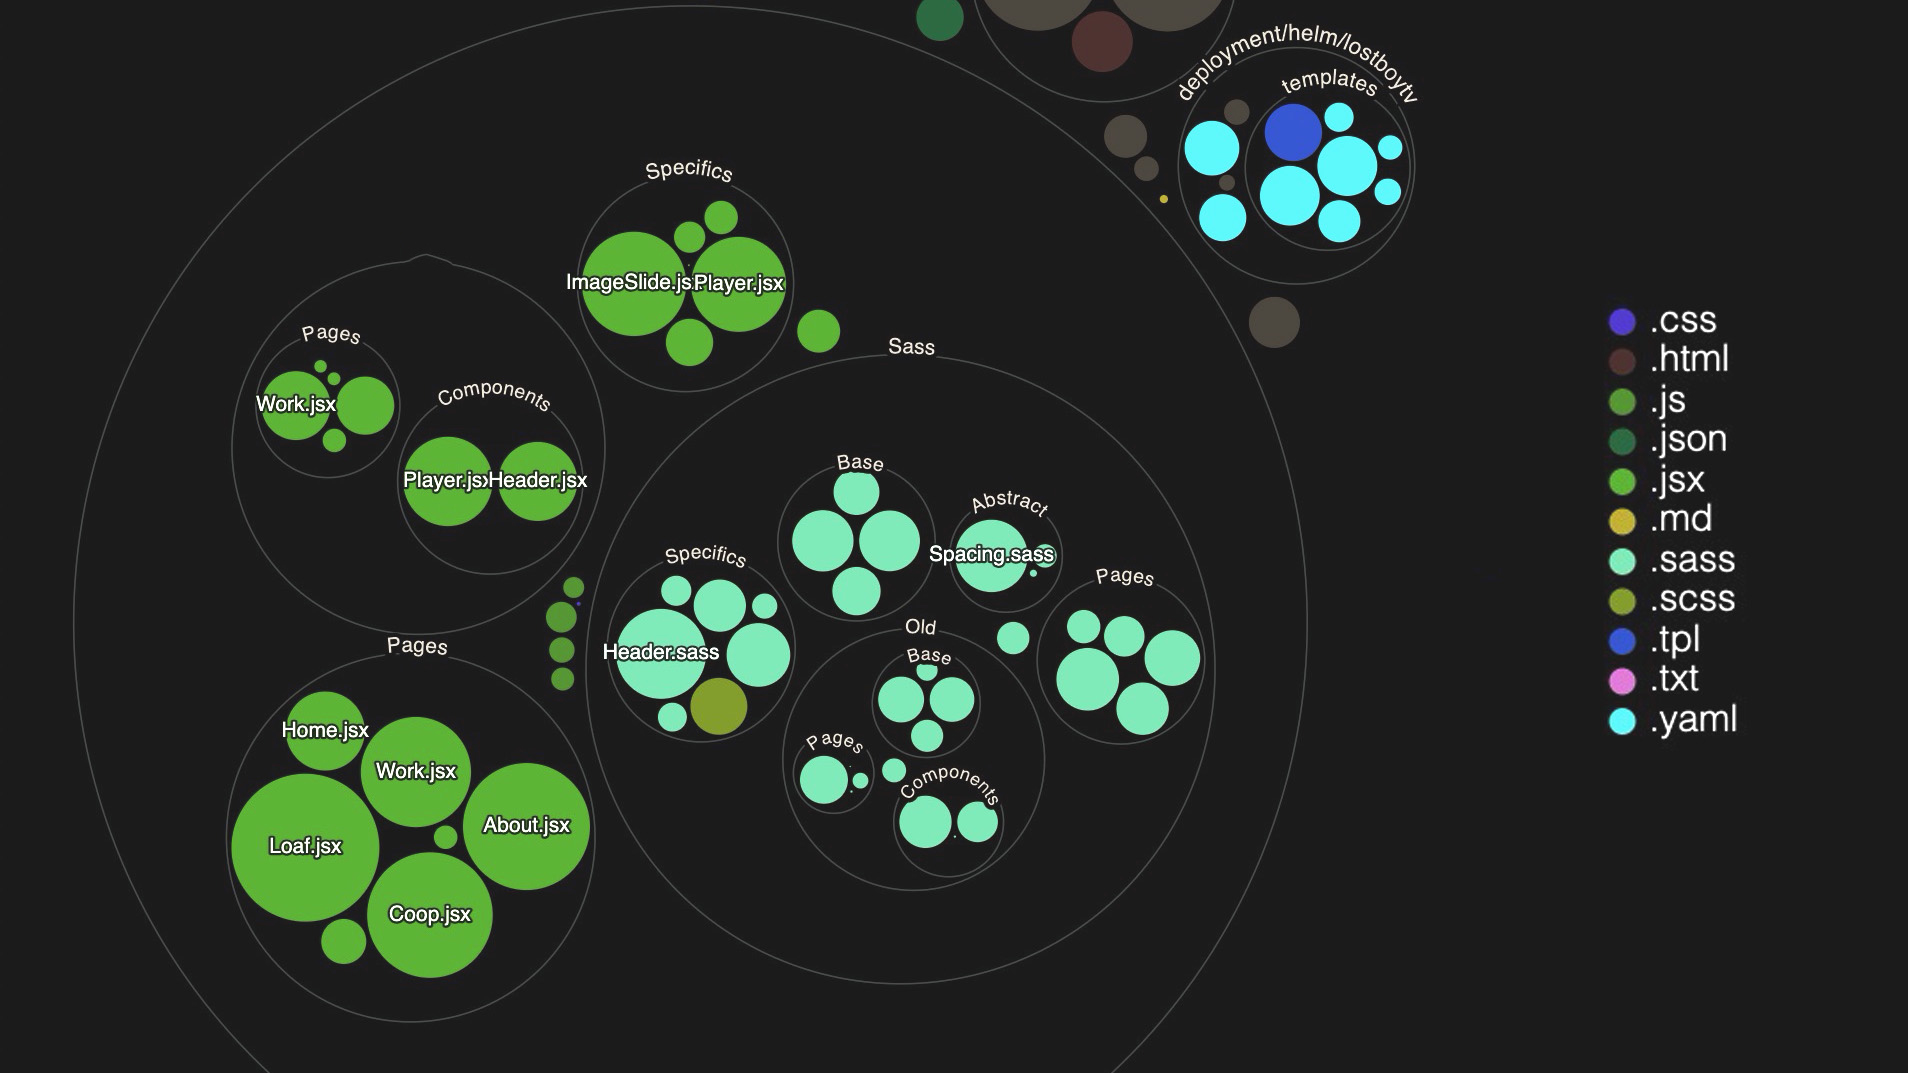 deployment/helm/lostboytv
templates
Specifics
ImageSlide.jsx
Player.jsx
Pages
Work.jsx
Components
Player.jsx
Header.jsx
Sass
Base
Abstract
Spacing.sass
Specifics
Header.sass
Pages
Old
Base
Pages
Components
Pages
Home.jsx
Work.jsx
About.jsx
Loaf.jsx
Coop.jsx
.css
.html
.js
.json
.jsx
.md
.sass
.scss
.tpl
.txt
.yaml